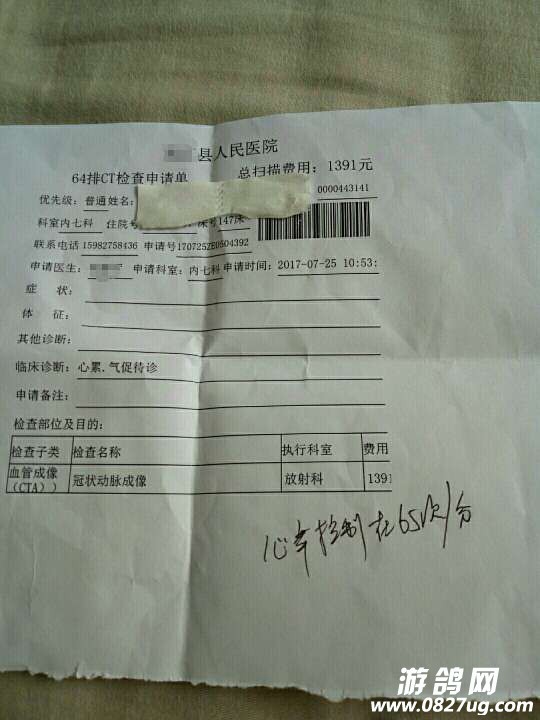 县人民医院
64排CT检查申请单 总扫描费用：1391元
优先级：普通 姓名： 0000443141
科室 内七科 住院号 床号 147床
联系电话 15982758436 申请号 170725ZE0504392
申请医生： 申请科室：内七科 申请时间：2017-07-25 10:53:
症 状：
体 征：
其他诊断：
临床诊断：心累.气促待诊
申请备注：
检查部位及目的：
检查子类 检查名称 执行科室 费用
血管成像（CTA)） 冠状动脉成像 放射科 1391
心率控制在65次/分
游鸽网
www.0827ug.com